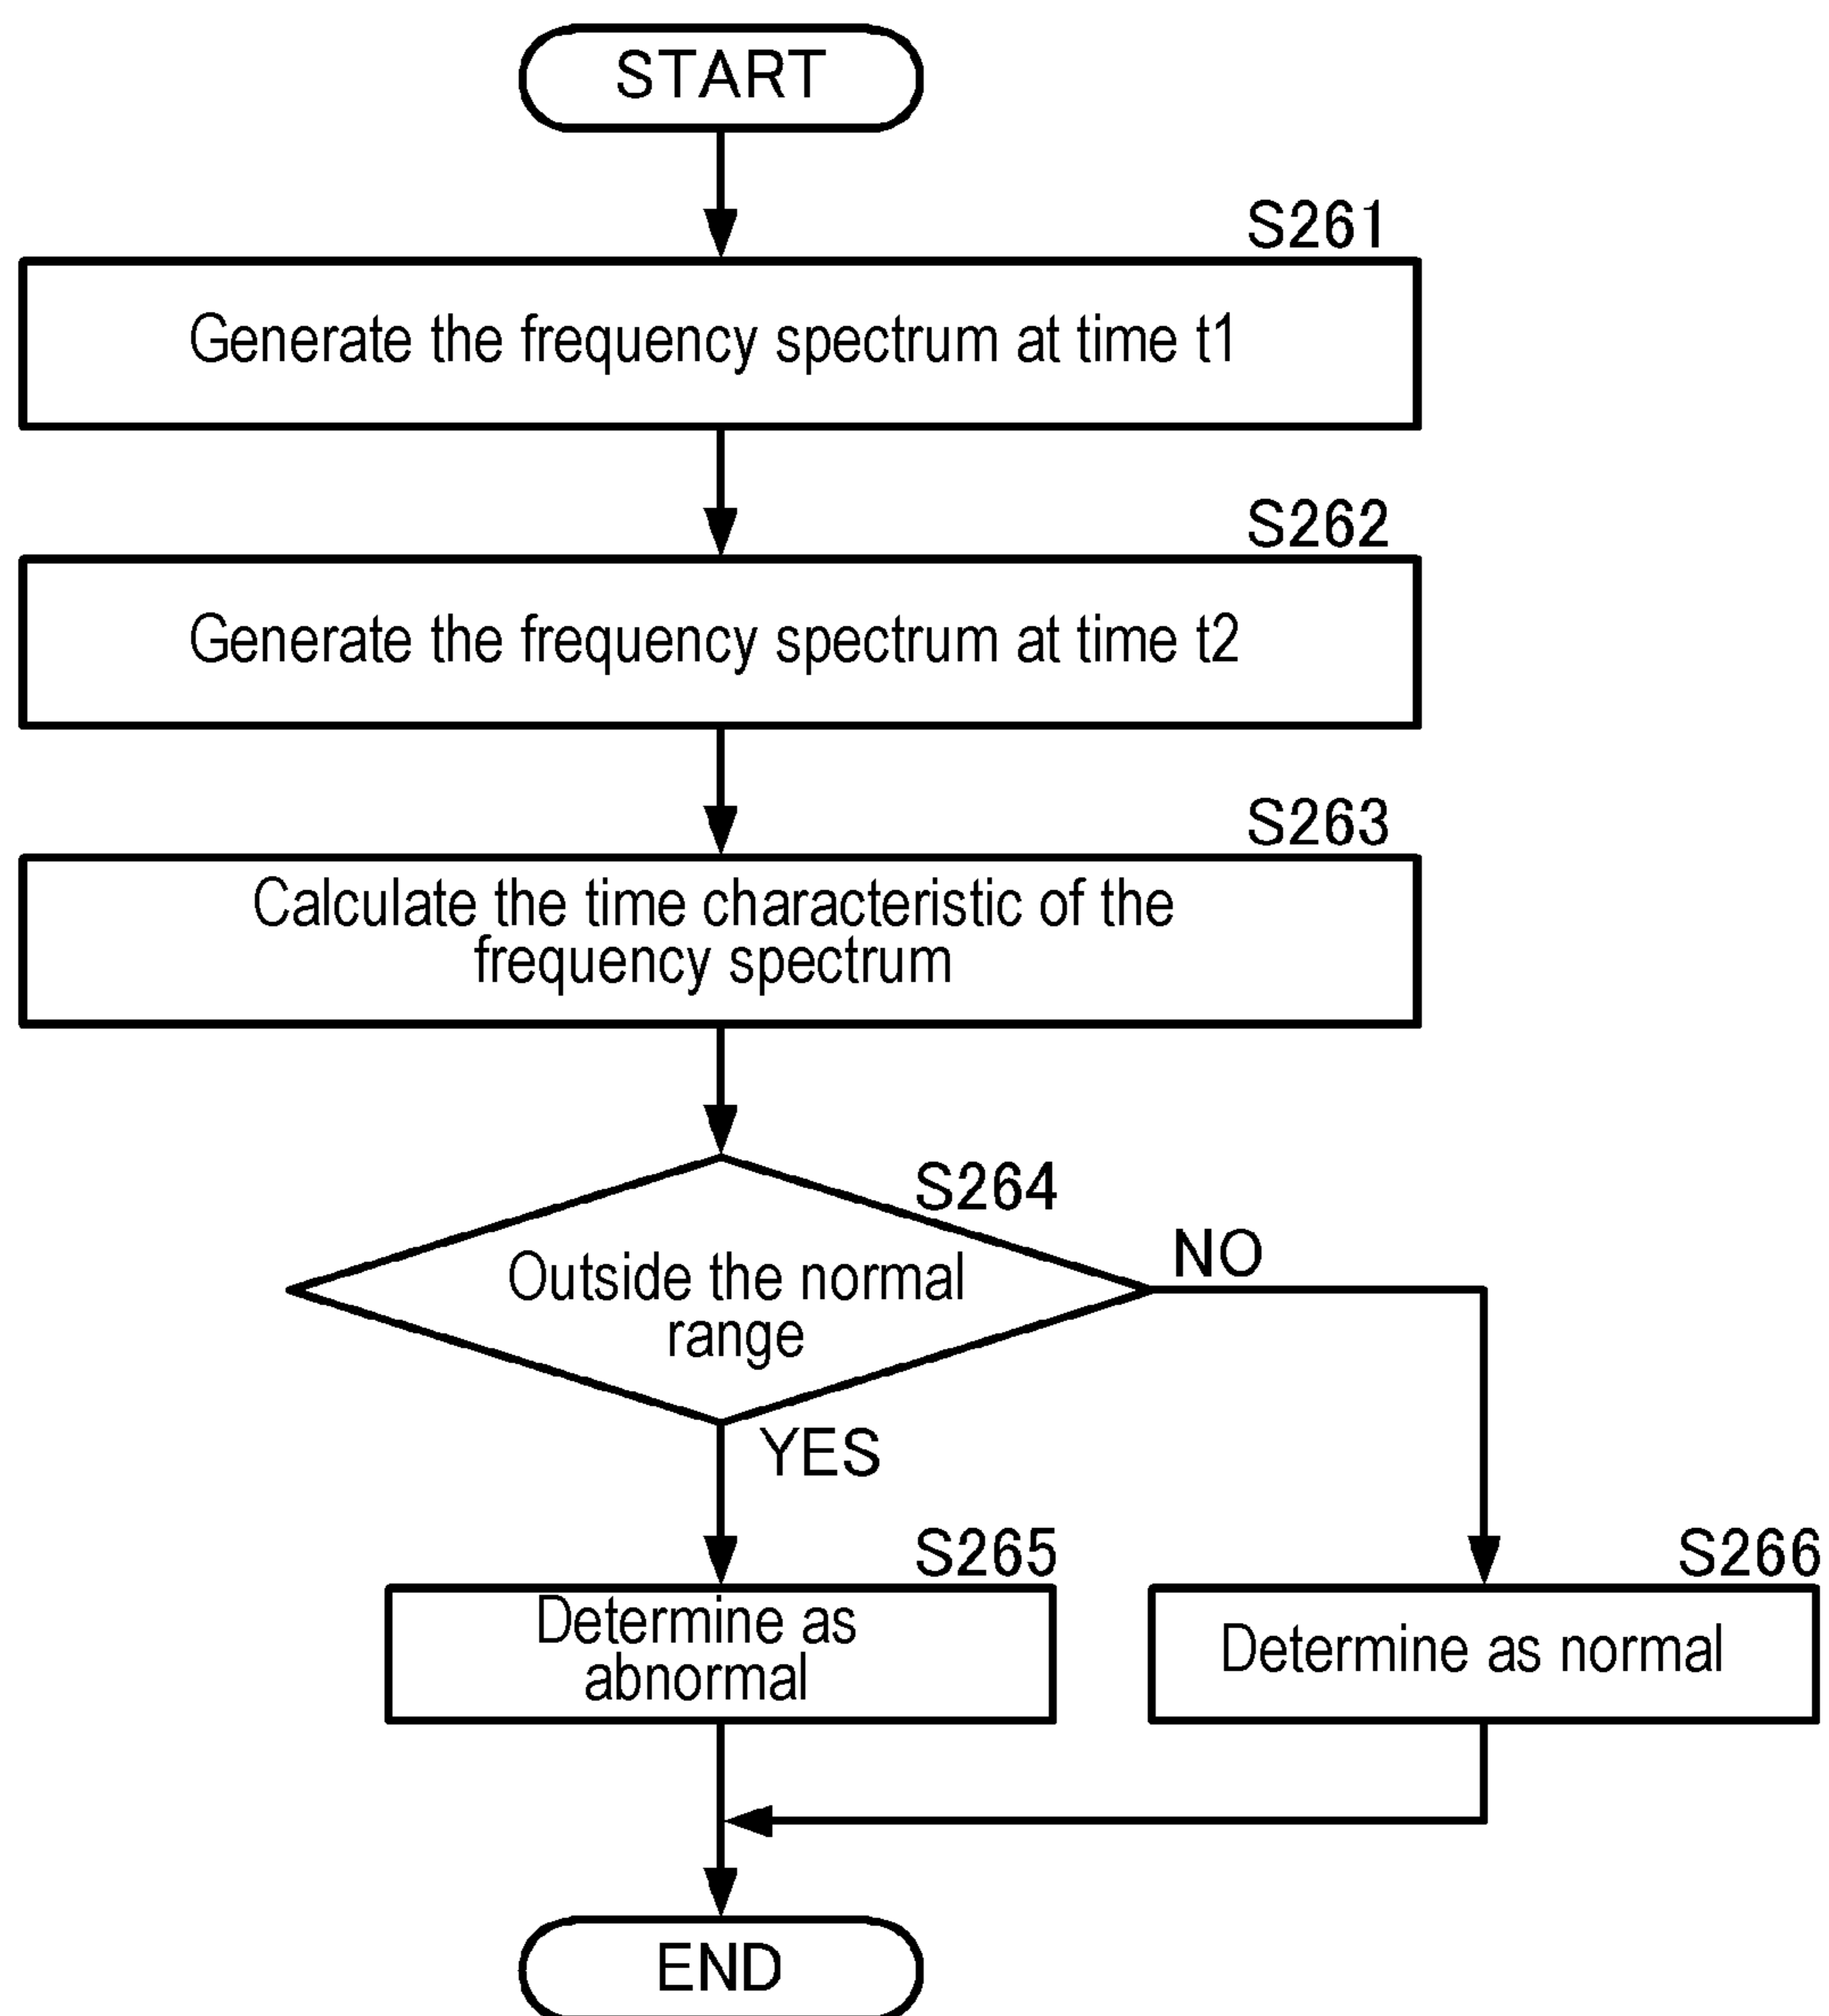 START
S261
Generate the frequency spectrum at time t1
S262
Generate the frequency spectrum at time t2
S263
Calculate the time characteristic of the
frequency spectrum
S264
Outside the normal
range
NO
YES
S265
Determine as
abnormal
S266
Determine as normal
END